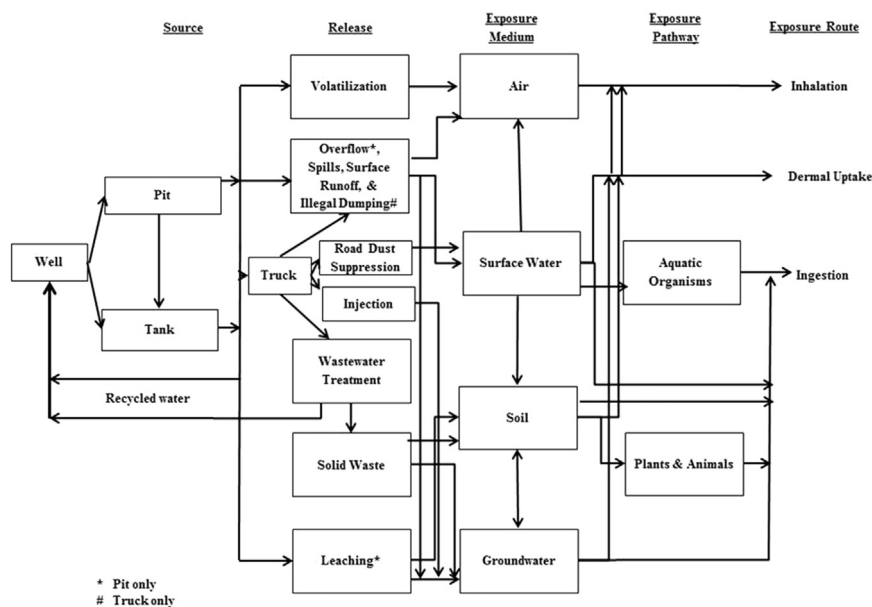 Source
Release
Exposure
Medium
Exposure
Pathway
Exposure Route
Volatilization
Air
Inhalation
Overflow*,
Spills, Surface
Runoff, &
Illegal Dumping#
Dermal Uptake
Pit
Well
Truck
Road Dust
Suppression
Surface Water
Aquatic
Organisms
Ingestion
Injection
Tank
Wastewater
Treatment
Recycled water
Soil
Solid Waste
Plants & Animals
Leaching*
Groundwater
* Pit only
# Truck only